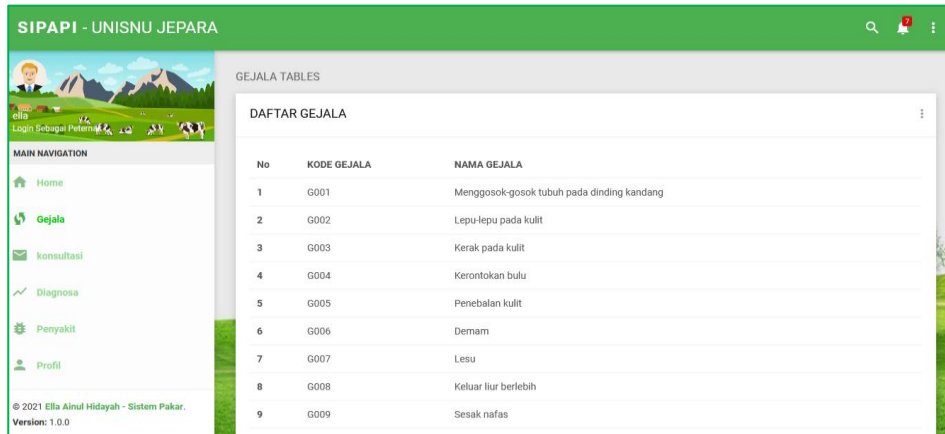 SIPAPI - UNISNU JEPARA
7
ella
Login Sebagai Peternak
MAIN NAVIGATION
Home
Gejala
konsultasi
Diagnosa
Penyakit
Profil
© 2021 Ella Ainul Hidayah - Sistem Pakar.
Version: 1.0.0
GEJALA TABLES
DAFTAR GEJALA
No KODE GEJALA NAMA GEJALA
1 G001 Menggosok-gosok tubuh pada dinding kandang
2 G002 Lepu-lepu pada kulit
3 G003 Kerak pada kulit
4 G004 Kerontokan bulu
5 G005 Penebalan kulit
6 G006 Demam
7 G007 Lesu
8 G008 Keluar liur berlebih
9 G009 Sesak nafas